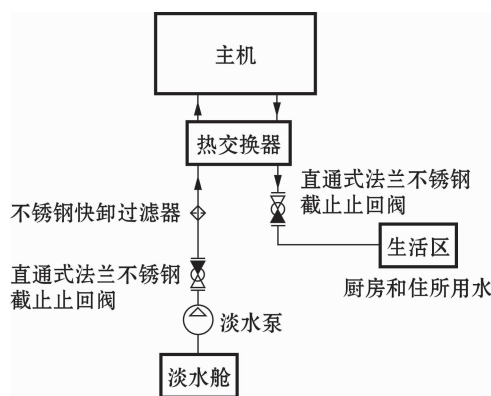 主机
热交换器
直通式法兰不锈钢
截止止回阀
不锈钢快卸过滤器
生活区
直通式法兰不锈钢
截止止回阀
厨房和住所用水
淡水泵
淡水舱